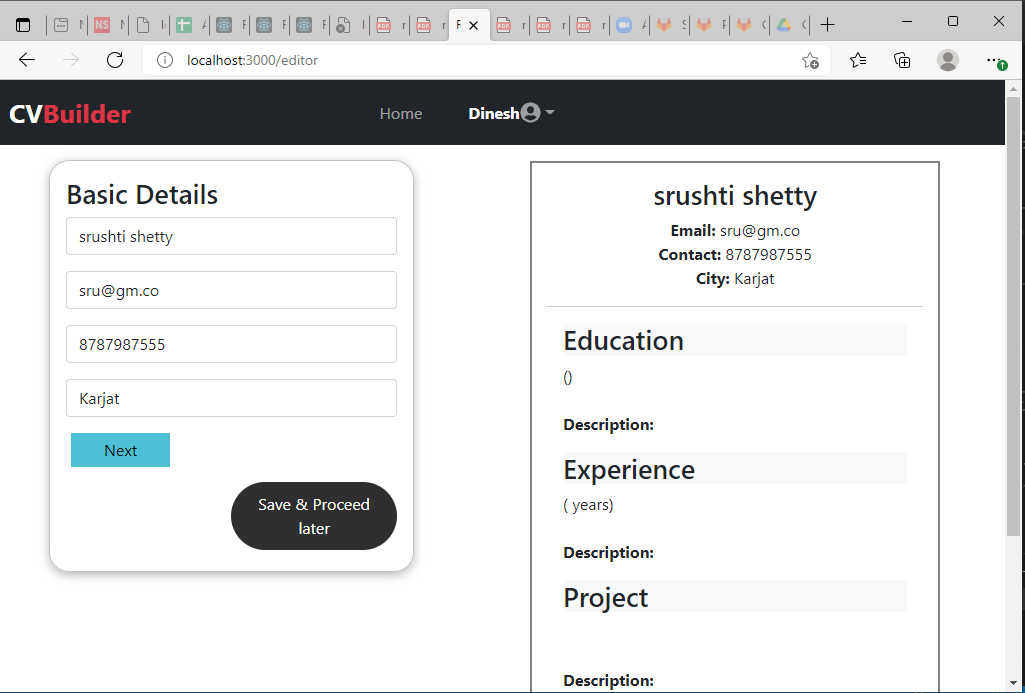 localhost:3000/editor
CVBuilder
Home
Dinesh
Basic Details
srushti shetty
sru@gm.co
8787987555
Karjat
Next
Save & Proceed
later
srushti shetty
Email: sru@gm.co
Contact: 8787987555
City: Karjat
Education
()
Description:
Experience
( years)
Description:
Project
Description: